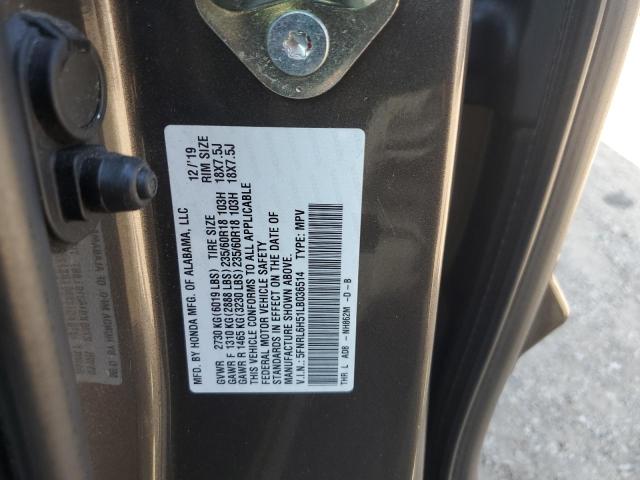 MFD. BY HONDA MFG. OF ALABAMA, LLC 12/'19
GVWR 2730 KG(6019 LBS) TIRE SIZE RIM SIZE
GAWR F 1310 KG(2888 LBS) 235/60R18 103H 18X7.5J
GAWR R 1465 KG(3230 LBS) 235/60R18 103H 18X7.5J
THIS VEHICLE CONFORMS TO ALL APPLICABLE
FEDERAL MOTOR VEHICLE SAFETY
STANDARDS IN EFFECT ON THE DATE OF
MANUFACTURE SHOWN ABOVE.
V.I.N.: 5FNRL6H51LB036514 TYPE: MPV
THR L A08 -NH862M -D -B